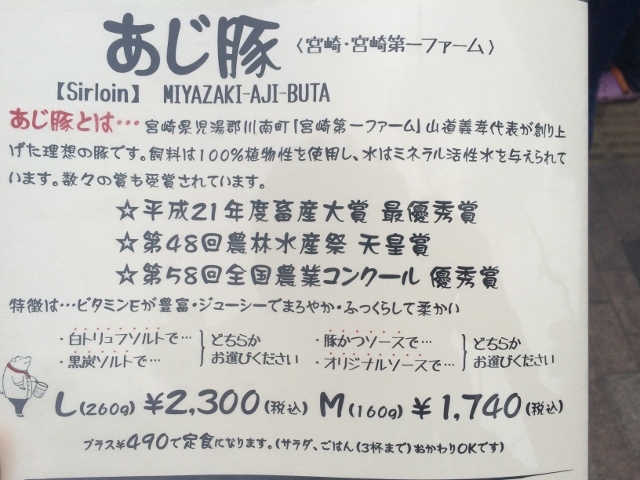 あじ豚〈宮崎・宮崎第一ファーム〉
【Sirloin】 MIYAZAKI-AJI-BUTA
あじ豚とは…宮崎県児湯郡川南町「宮崎第一ファーム」山道義孝代表が創り上
げた理想の豚です。飼料は100%植物性を使用し、水はミネラル活性水を与えられて
います。数々の賞も受賞されています。
☆平成21年度畜産大賞 最優秀賞
☆第48回農林水産祭 天皇賞
☆第58回全国農業コンクール 優秀賞
特徴は…ビタミンEが豊富・ジューシーでまろやか・ふっくらして柔かい
・白トリュフソルトで…
・黒炭ソルトで…
どちらか
お選びください
・豚かつソースで…
・オリジナルソースで…
どちらか
お選びください
L(260g) ¥2,300(税込) M(160g) ¥1,740(税込)
プラス¥490で定食になります。(サラダ、ごはん(3杯まで)おかわりOKです)